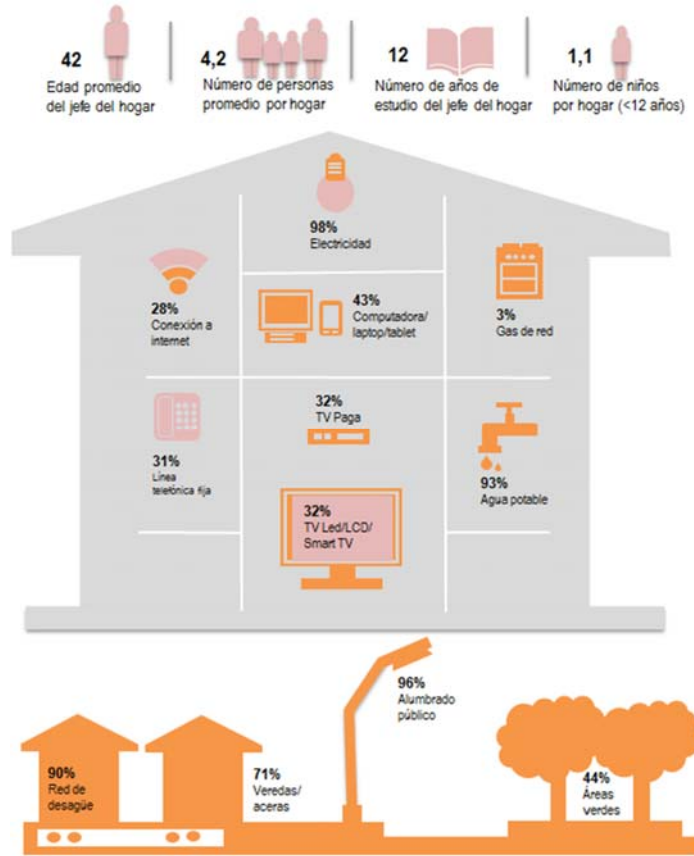 42
Edad promedio
del jefe del hogar
4,2
Número de personas
promedio por hogar
12
Número de años de
estudio del jefe del hogar
1,1
Número de niños
por hogar (<12 años)
98%
Electricidad
28%
Conexión a
internet
43%
Computadora/
laptop/tablet
3%
Gas de red
31%
Línea
telefónica fija
32%
TV Paga
93%
Agua potable
32%
TV Led/LCD/
Smart TV
96%
Alumbrado
público
90%
Red de
desagüe
71%
Veredas/
aceras
44%
Áreas
verdes